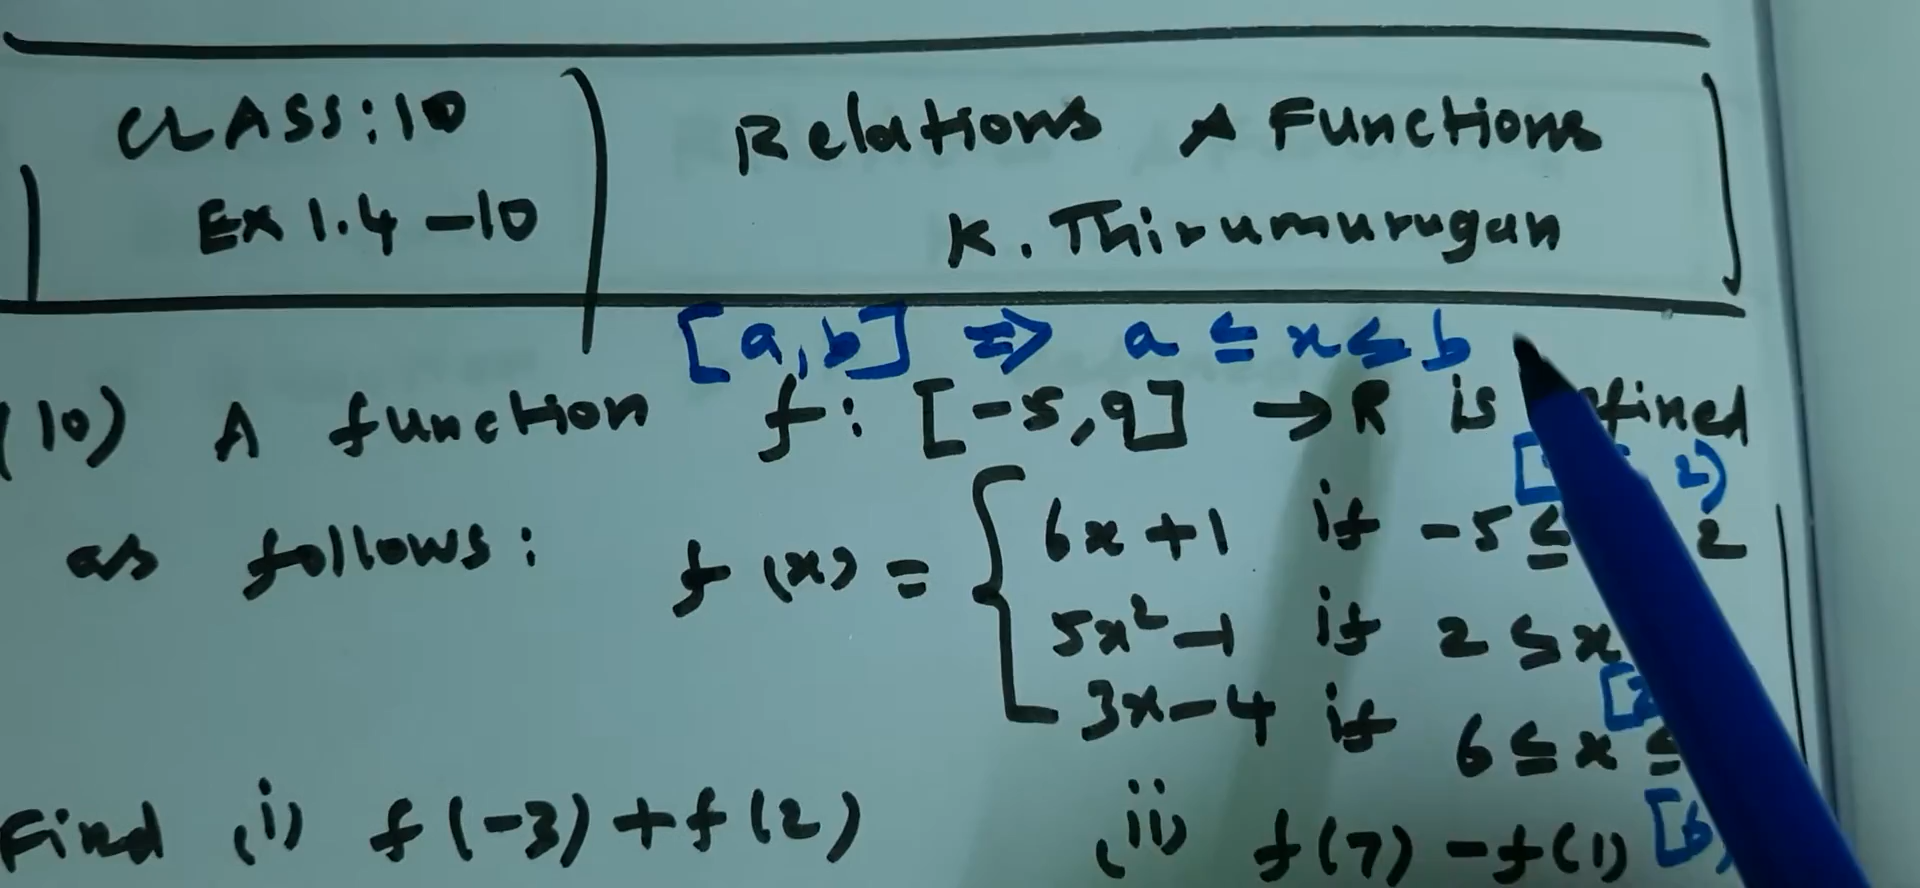 CLASS: 10
Ex 1.4 - 10
Relations & Functions
K. Thirumurugan
[a,b] => a ≤ x ≤ b
(10) A function f: [-5,9] → R is
as follows: f(x) =
6x+1 if -5 ≤ 2
5x²-1 if 2 ≤ x
3x-4 if 6 ≤ x ≤
Find (i) f(-3)+f(2) (ii) f(7)-f(1)